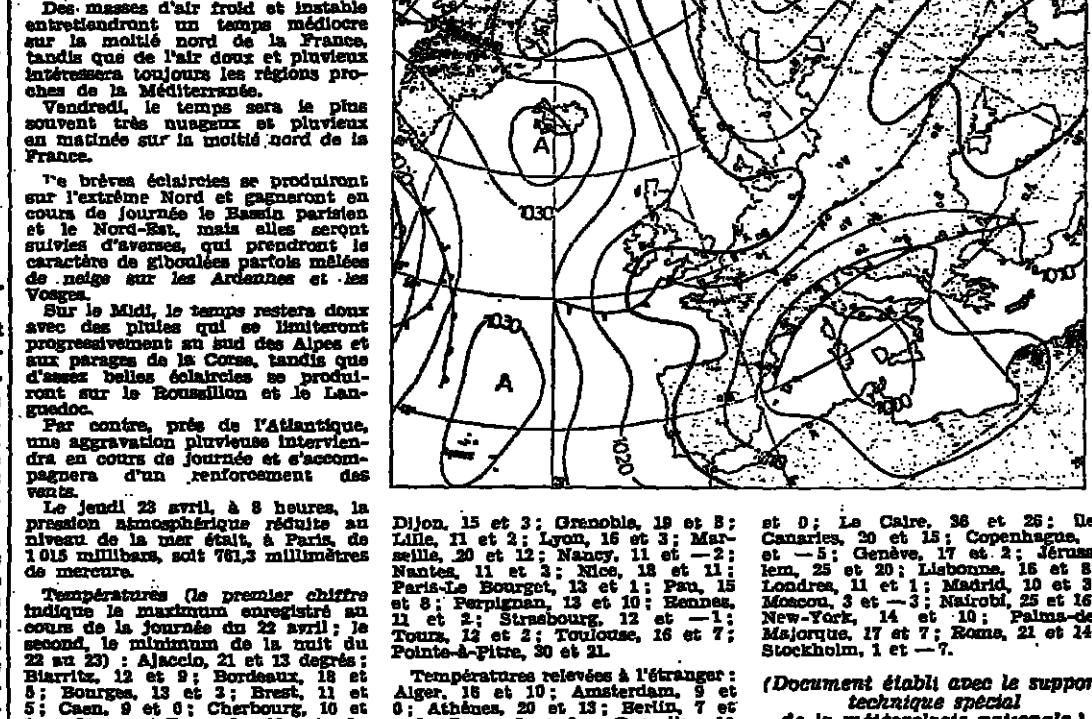 Des masses d'air froid et instable
entretiendront un temps médiocre
sur la moitié nord de la France,
tandis que de l'air doux et pluvieux
intéressera toujours les régions pro-
ches de la Méditerranée.
Vendredi, le temps sera le plus
souvent très nuageux et pluvieux
en matinée sur la moitié nord de la
France.
De brèves éclaircies se produiront
sur l'extrême Nord et gagneront en
cours de journée le Bassin parisien
et le Nord-Est, mais elles seront
suivies d'averses, qui prendront le
caractère de giboulées parfois mêlées
de neige sur les Ardennes et les
Vosges.
Sur le Midi, le temps restera doux
avec des pluies qui se limiteront
progressivement au sud des Alpes et
aux parages de la Corse, tandis que
d'assez belles éclaircies se produi-
ront sur le Roussillon et le Lan-
guedoc.
Par contre, près de l'Atlantique,
une aggravation pluvieuse intervien-
dra en cours de journée et s'accom-
pagnera d'un renforcement des
vents.
Le jeudi 23 avril, à 8 heures, la
pression atmosphérique réduite au
niveau de la mer était, à Paris, de
1 015 millibars, soit 761,3 millimètres
de mercure.
Températures (le premier chiffre
indique le maximum enregistré au
cours de la journée du 22 avril ; le
second, le minimum de la nuit du
22 au 23) : Ajaccio, 21 et 13 degrés ;
Biarritz, 12 et 9 ; Bordeaux, 18 et
5 ; Bourges, 13 et 3 ; Brest, 11 et
5 ; Caen, 9 et 0 ; Cherbourg, 10 et
A
1030
1030
A
1020
1000
1010
Dijon, 15 et 3 ; Grenoble, 19 et 8 ;
Lille, 11 et 2 ; Lyon, 16 et 3 ; Mar-
seille, 20 et 12 ; Nancy, 11 et —2 ;
Nantes, 11 et 3 ; Nice, 18 et 11 ;
Paris-Le Bourget, 13 et 1 ; Pau, 15
et 8 ; Perpignan, 13 et 10 ; Rennes,
11 et 2 ; Strasbourg, 12 et —1 ;
Tours, 12 et 2 ; Toulouse, 16 et 7 ;
Pointe-à-Pitre, 30 et 21.
Températures relevées à l'étranger :
Alger, 16 et 10 ; Amsterdam, 9 et
0 ; Athènes, 20 et 13 ; Berlin, 7 et
et 0 ; Le Caire, 36 et 26 ; îles
Canaries, 20 et 15 ; Copenhague,
et —5 ; Genève, 17 et 2 ; Jérus
lem, 25 et 20 ; Lisbonne, 16 et 8
Londres, 11 et 1 ; Madrid, 10 et 3
Moscou, 3 et —3 ; Nairobi, 25 et 16
New-York, 14 et 10 ; Palma-de
Majorque, 17 et 7 ; Rome, 21 et 14
Stockholm, 1 et —7.
(Document établi avec le support
technique spécial